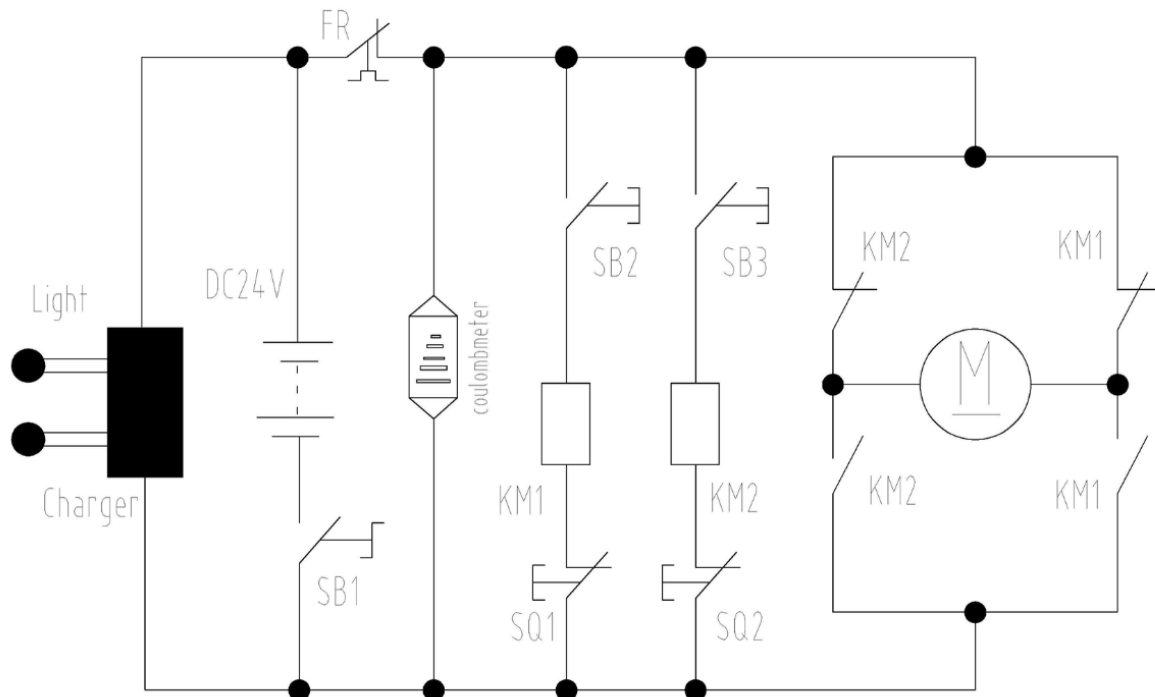 FR
Light
DC24V
Charger
SB1
coulombmeter
SB2
KM1
SQ1
SB3
KM2
SQ2
KM2
KM1
M
KM2
KM1